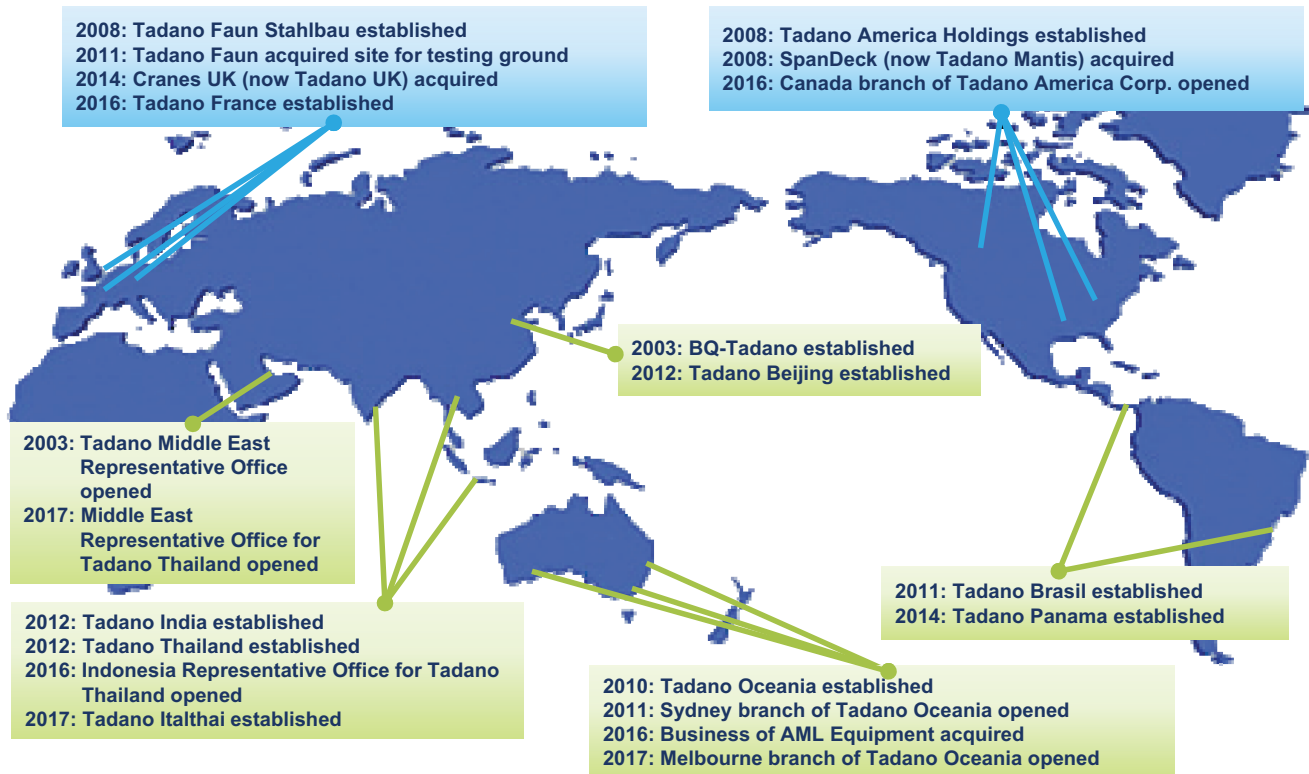 2008: Tadano Faun Stahlbau established
2011: Tadano Faun acquired site for testing ground
2014: Cranes UK (now Tadano UK) acquired
2016: Tadano France established
2008: Tadano America Holdings established
2008: SpanDeck (now Tadano Mantis) acquired
2016: Canada branch of Tadano America Corp. opened
2003: BQ-Tadano established
2012: Tadano Beijing established
2003: Tadano Middle East
Representative Office
opened
2017: Middle East
Representative Office for
Tadano Thailand opened
2011: Tadano Brasil established
2014: Tadano Panama established
2012: Tadano India established
2012: Tadano Thailand established
2016: Indonesia Representative Office for Tadano
Thailand opened
2017: Tadano Italthai established
2010: Tadano Oceania established
2011: Sydney branch of Tadano Oceania opened
2016: Business of AML Equipment acquired
2017: Melbourne branch of Tadano Oceania opened